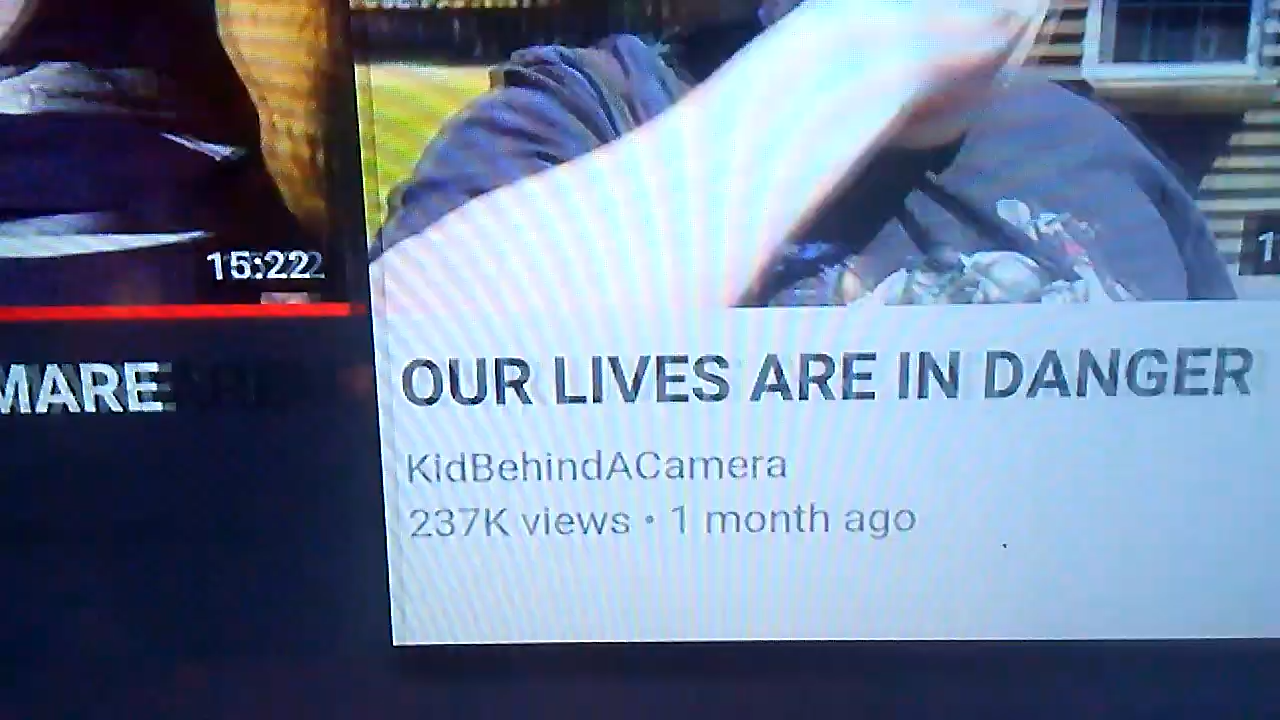 15:22
MARE
OUR LIVES ARE IN DANGER
KidBehindACamera
237K views • 1 month ago